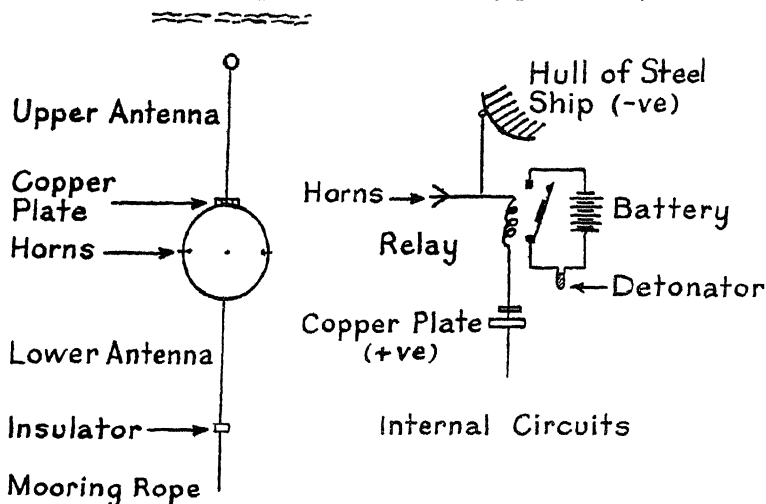 Upper Antenna
Copper
Plate
Horns
Lower Antenna
Insulator
Mooring Rope
Hull of Steel
Ship (-ve)
Horns
Relay
Battery
Detonator
Copper Plate
(+ve)
Internal Circuits